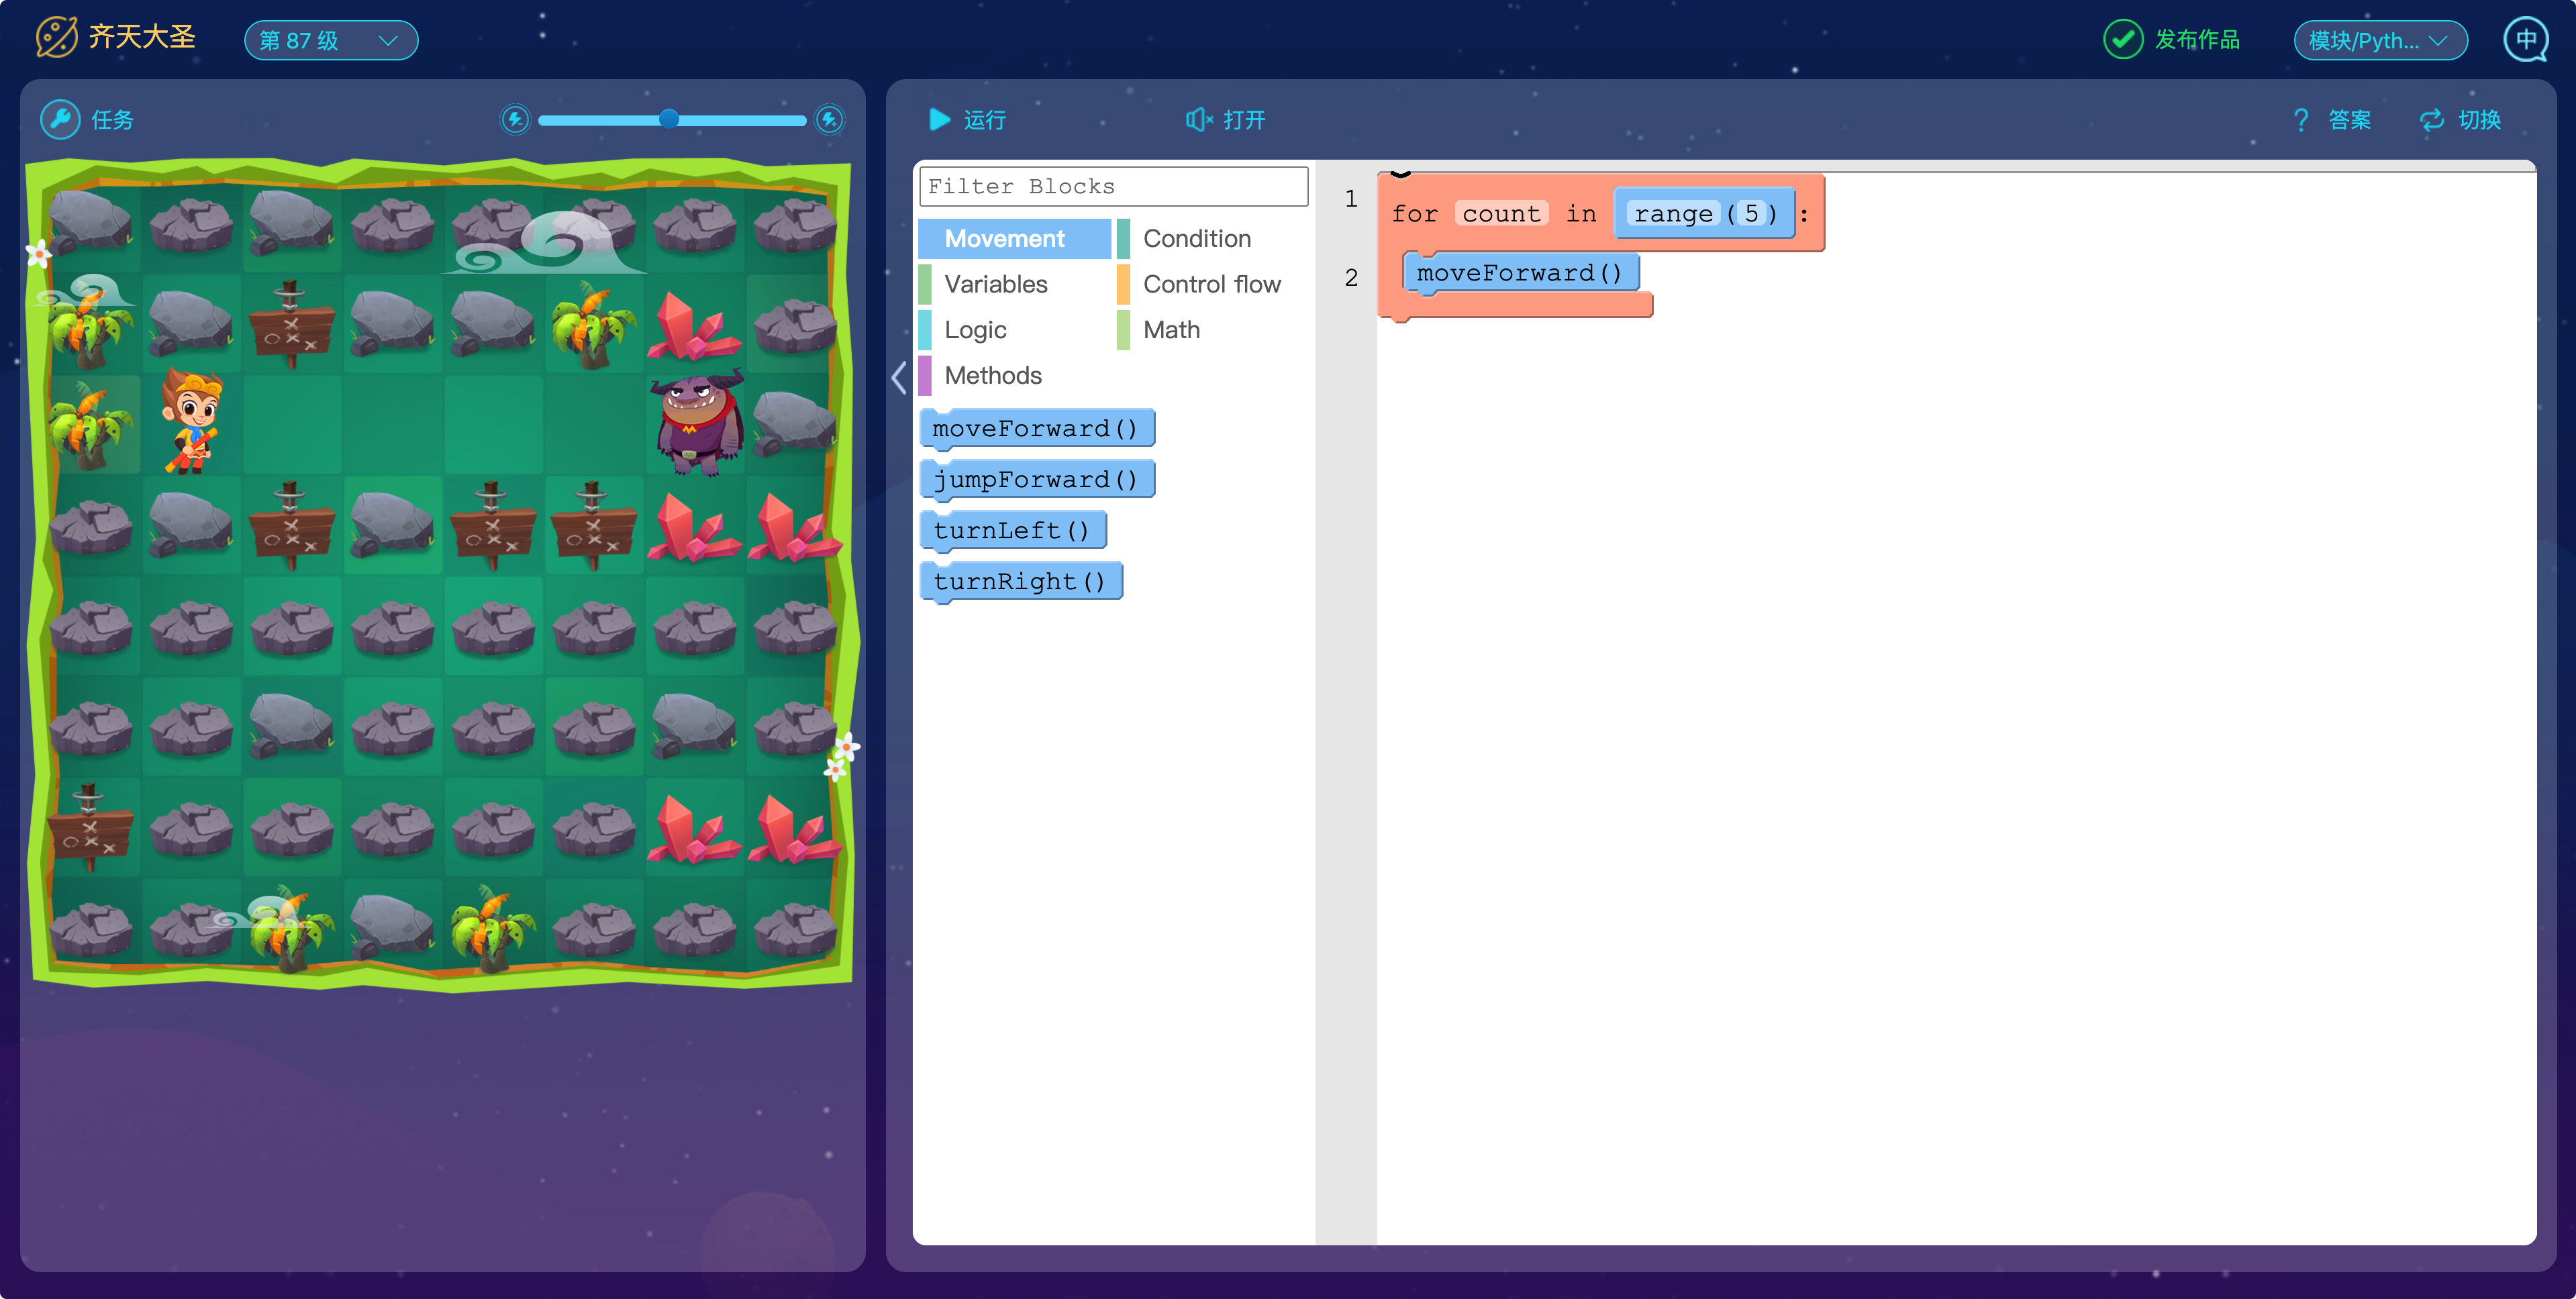 齐天大圣
第 87 级
发布作品
模块/Pyth...
中
任务
运行
打开
? 答案
切换
Filter Blocks
Movement
Condition
Variables
Control flow
Logic
Math
Methods
moveForward()
jumpForward()
turnLeft()
turnRight()
1 for count in range(5):
2 moveForward()